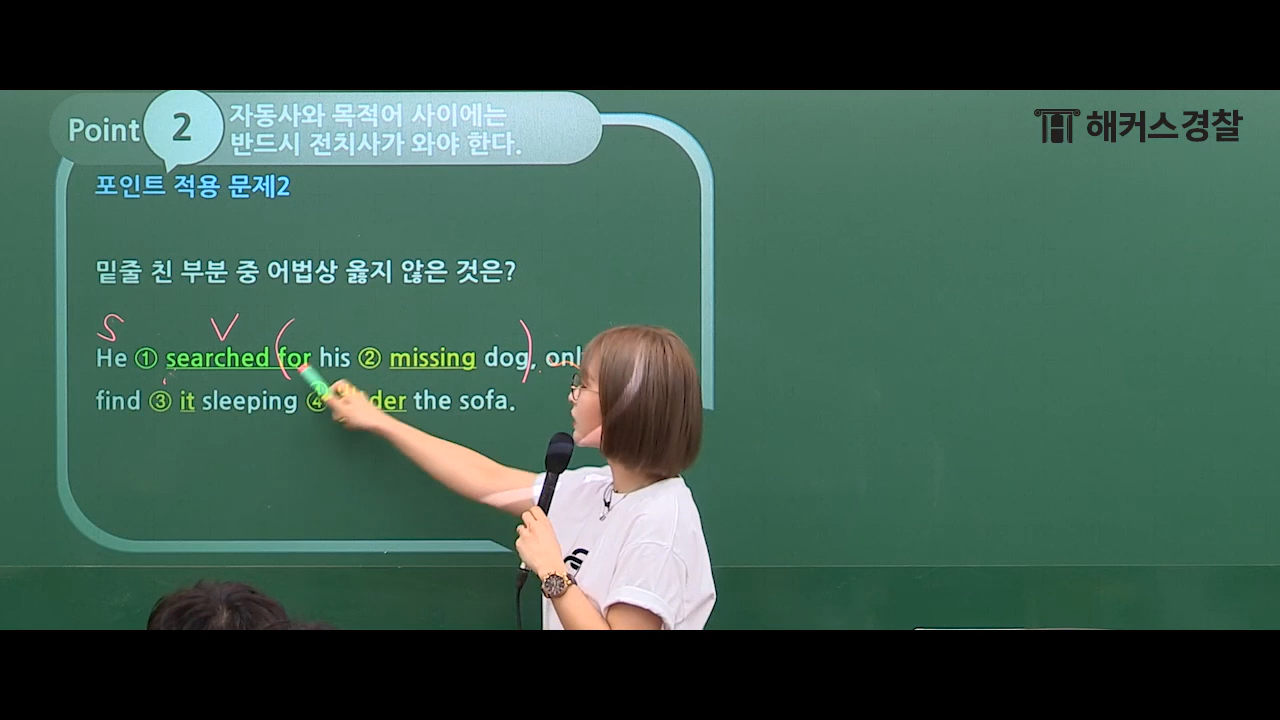 해커스경찰
Point 2
자동사와 목적어 사이에는
반드시 전치사가 와야 한다.
포인트 적용 문제2
밑줄 친 부분 중 어법상 옳지 않은 것은?
S V
He ① searched for his ② missing dog,
find ③ it sleeping ④ the sofa.